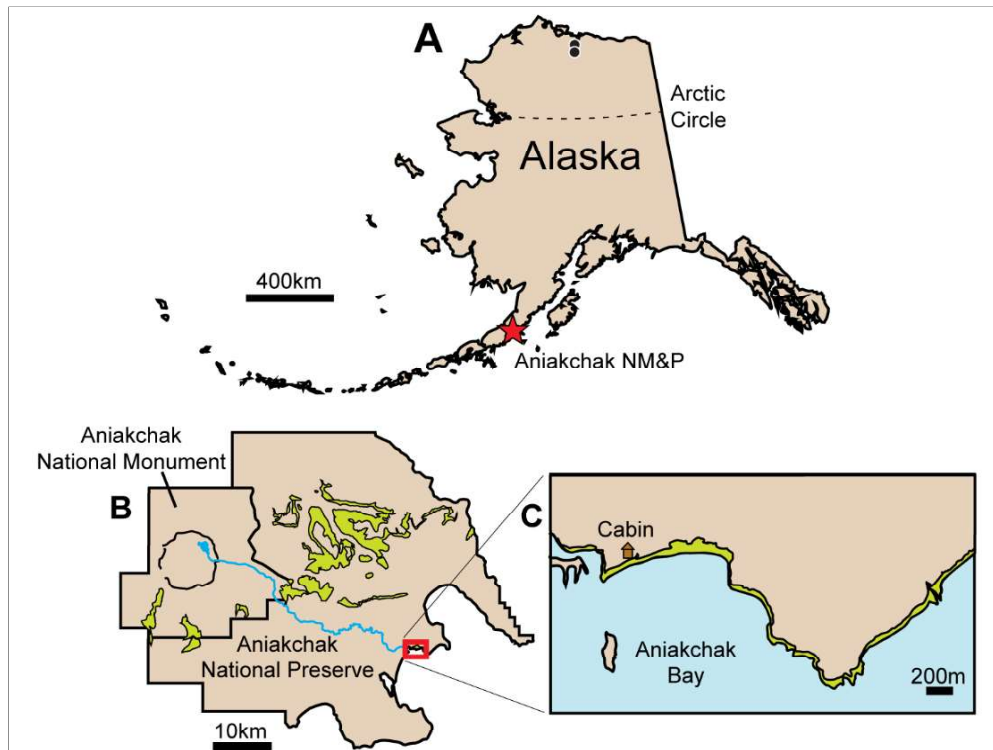 A
Arctic
Circle
Alaska
400km
Aniakchak NM&P
Aniakchak
National Monument
B
C
Cabin
Aniakchak
National Preserve
Aniakchak
Bay
200m
10km